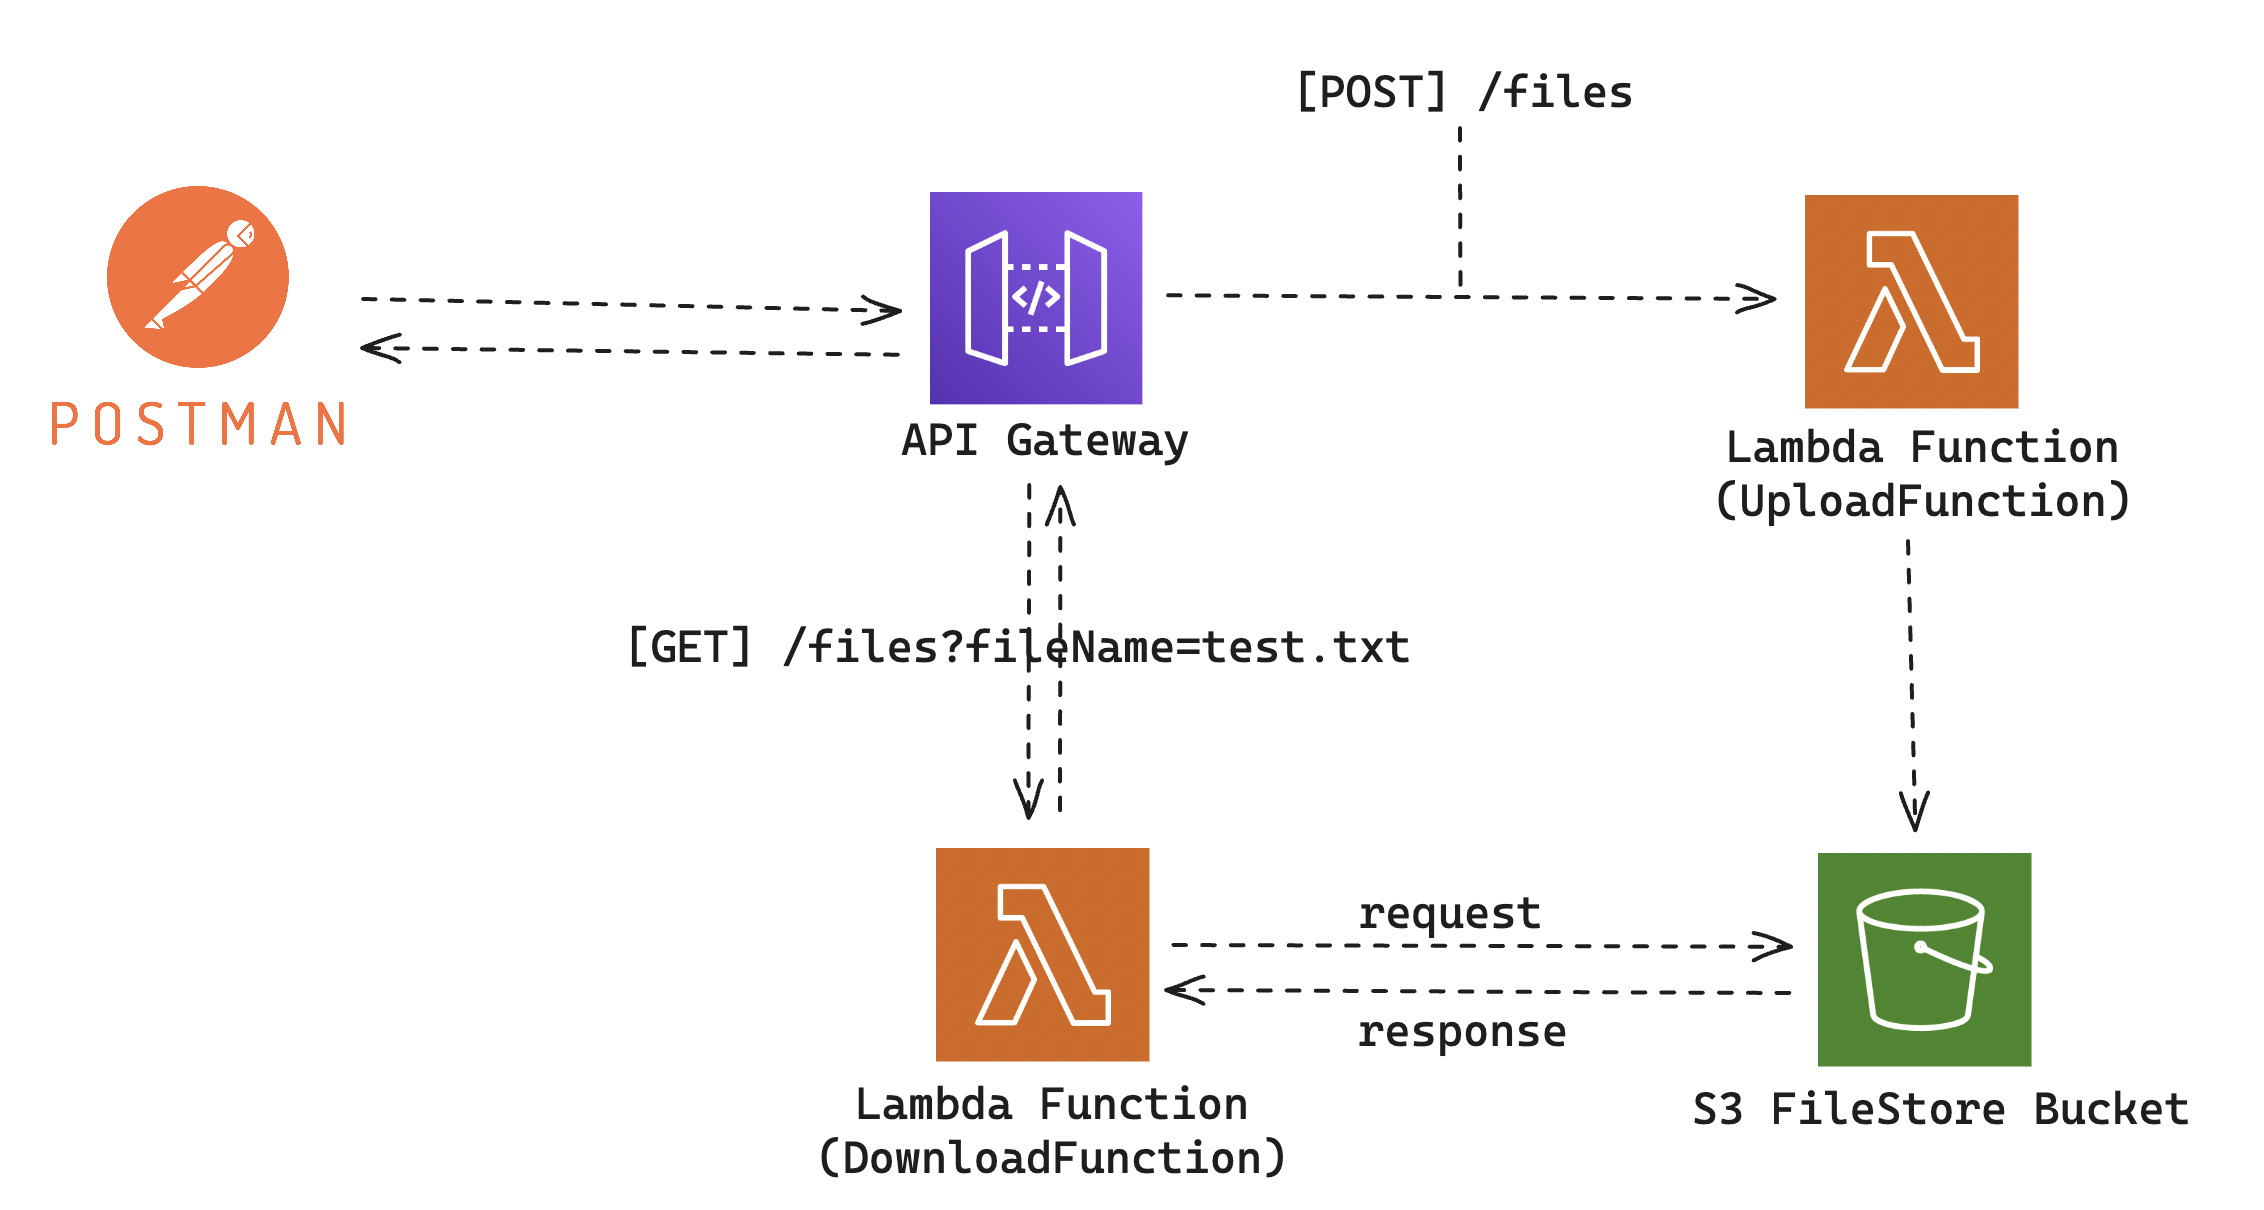 [POST] /files
POSTMAN
API Gateway
Lambda Function
(UploadFunction)
[GET] /files?fileName=test.txt
request
response
Lambda Function
(DownloadFunction)
S3 FileStore Bucket